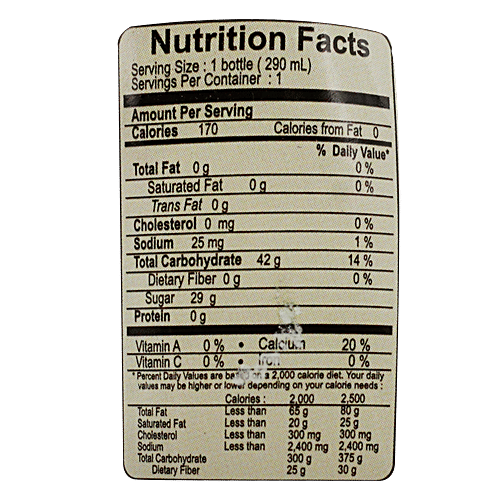 Nutrition Facts
Serving Size : 1 bottle ( 290 mL)
Servings Per Container : 1
Amount Per Serving
Calories 170 Calories from Fat 0
% Daily Value*
Total Fat 0 g 0 %
Saturated Fat 0 g 0 %
Trans Fat 0 g
Cholesterol 0 mg 0 %
Sodium 25 mg 1 %
Total Carbohydrate 42 g 14 %
Dietary Fiber 0 g 0 %
Sugar 29 g
Protein 0 g
Vitamin A 0 % • Calcium 20 %
Vitamin C 0 % • Iron 0 %
* Percent Daily Values are based on a 2,000 calorie diet. Your daily
values may be higher or lower depending on your calorie needs :
Calories : 2,000 2,500
Total Fat Less than 65 g 80 g
Saturated Fat Less than 20 g 25 g
Cholesterol Less than 300 mg 300 mg
Sodium Less than 2,400 mg 2,400 mg
Total Carbohydrate 300 g 375 g
Dietary Fiber 25 g 30 g